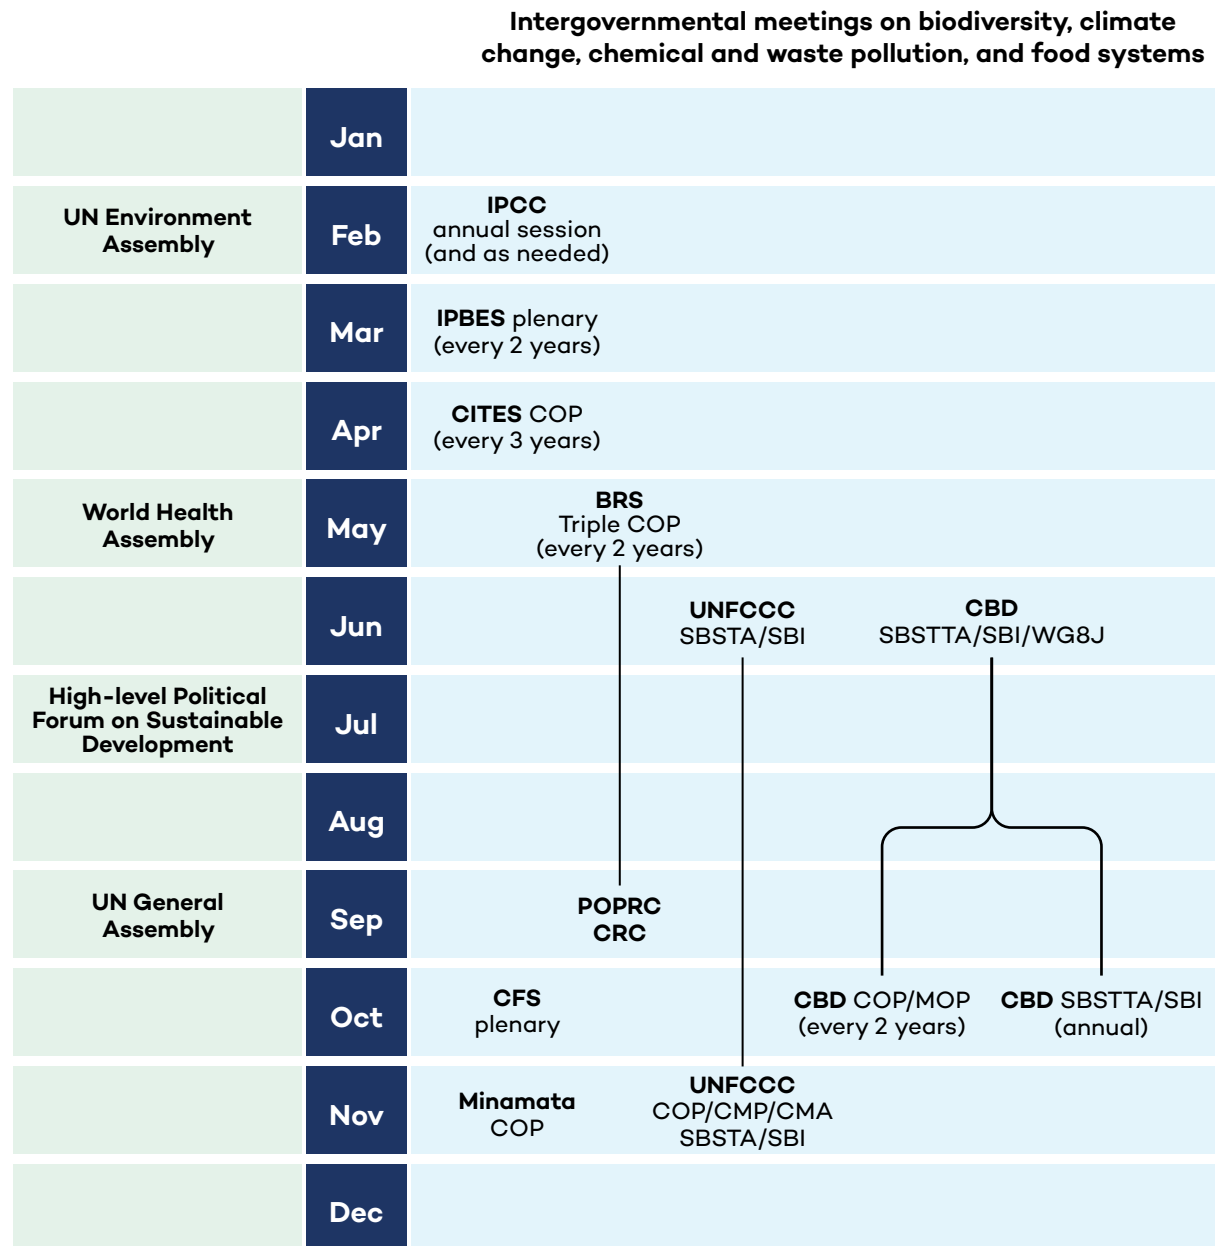 Intergovernmental meetings on biodiversity, climate
change, chemical and waste pollution, and food systems
Jan
UN Environment
Assembly
Feb
IPCC
annual session
(and as needed)
Mar
IPBES plenary
(every 2 years)
Apr
CITES COP
(every 3 years)
World Health
Assembly
May
BRS
Triple COP
(every 2 years)
Jun
UNFCCC
SBSTA/SBI
CBD
SBSTTA/SBI/WG8J
High-level Political
Forum on Sustainable
Development
Jul
Aug
UN General
Assembly
Sep
POPRC
CRC
Oct
CFS
plenary
CBD COP/MOP
(every 2 years)
CBD SBSTTA/SBI
(annual)
Nov
Minamata
COP
UNFCCC
COP/CMP/CMA
SBSTA/SBI
Dec